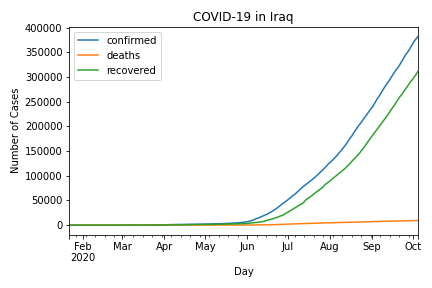 COVID-19 in Iraq
confirmed
deaths
recovered
Number of Cases
400000
350000
300000
250000
200000
150000
100000
50000
0
Feb Mar Apr May Jun Jul Aug Sep Oct
2020
Day